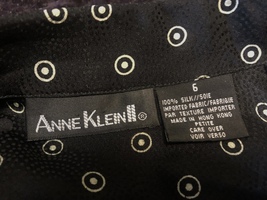 ANNE KLEIN II ®
6
100% SILK/SOIE
IMPORTED FABRIC/FABRIQUE
PAR TEXTURE IMPORTER
MADE IN HONG KONG
PETITE
CARE OVER
VOIR VERSO